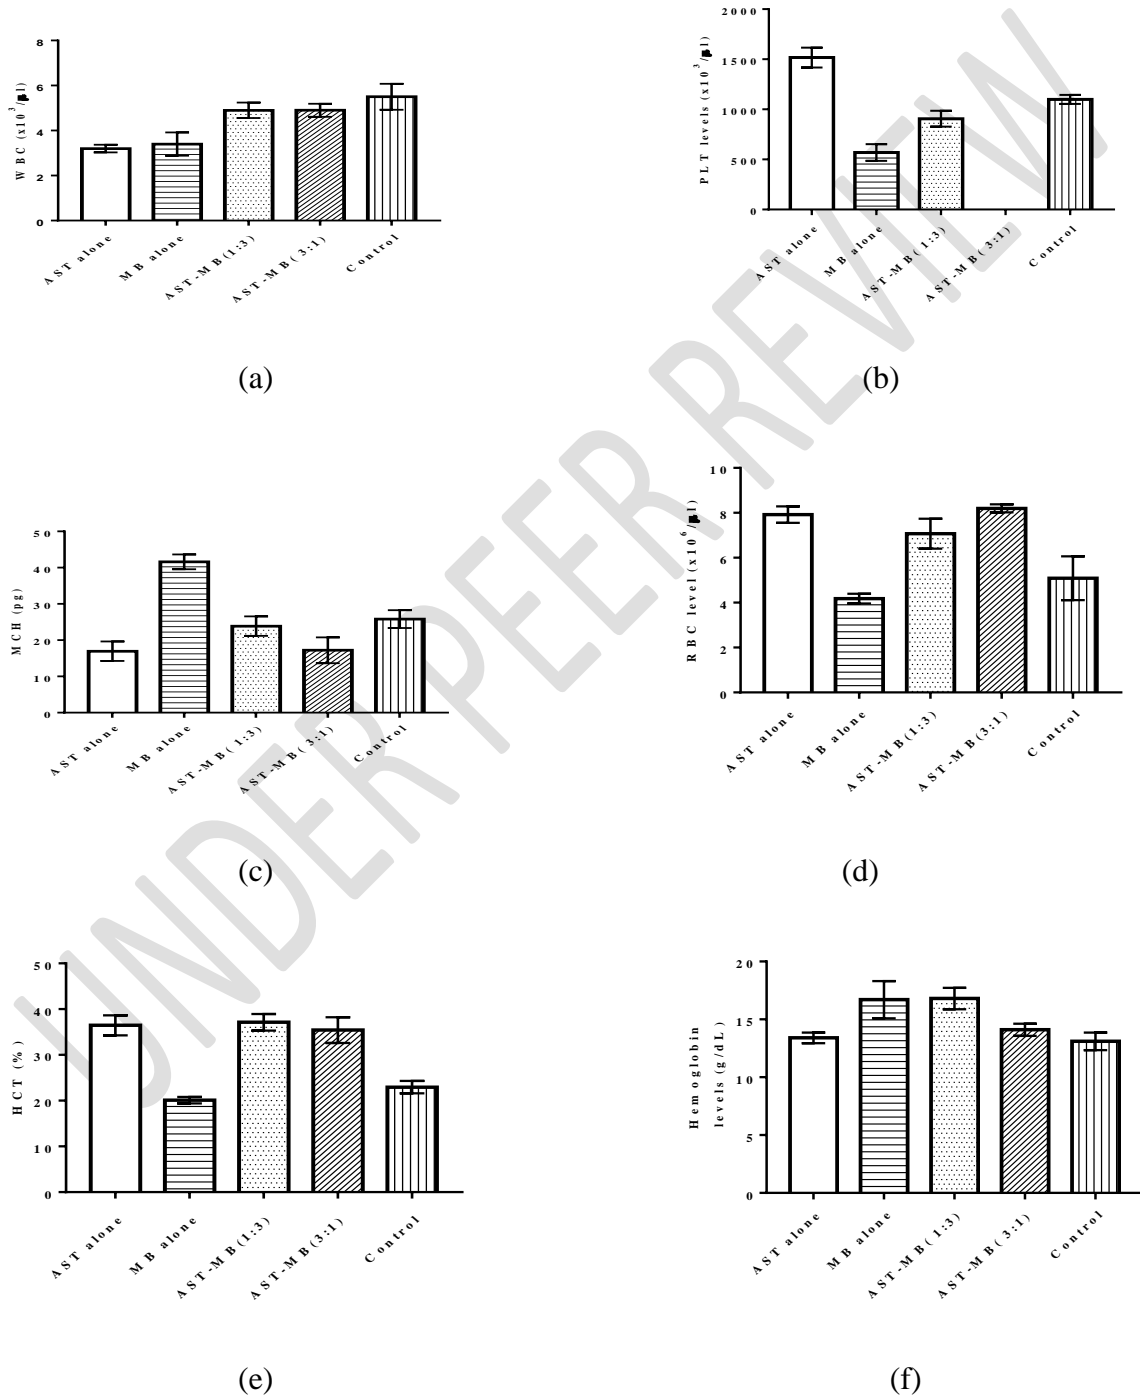 WBC (x10³/µl)
8
6
4
2
0
AST alone
MB alone
AST-MB(1:3)
AST-MB(3:1)
Control
(a)
PLT levels (x10³/µl)
2000
1500
1000
500
0
AST alone
MB alone
AST-MB(1:3)
AST-MB(3:1)
Control
(b)
MCH (pg)
50
40
30
20
10
0
AST alone
MB alone
AST-MB(1:3)
AST-MB(3:1)
Control
(c)
RBC level (x10⁶/µl)
10
8
6
4
2
0
AST alone
MB alone
AST-MB(1:3)
AST-MB(3:1)
Control
(d)
HCT (%)
50
40
30
20
10
0
AST alone
MB alone
AST-MB(1:3)
AST-MB(3:1)
Control
(e)
Hemoglobin
levels (g/dL)
20
15
10
5
0
AST alone
MB alone
AST-MB(1:3)
AST-MB(3:1)
Control
(f)
UNDER PEER REVIEW